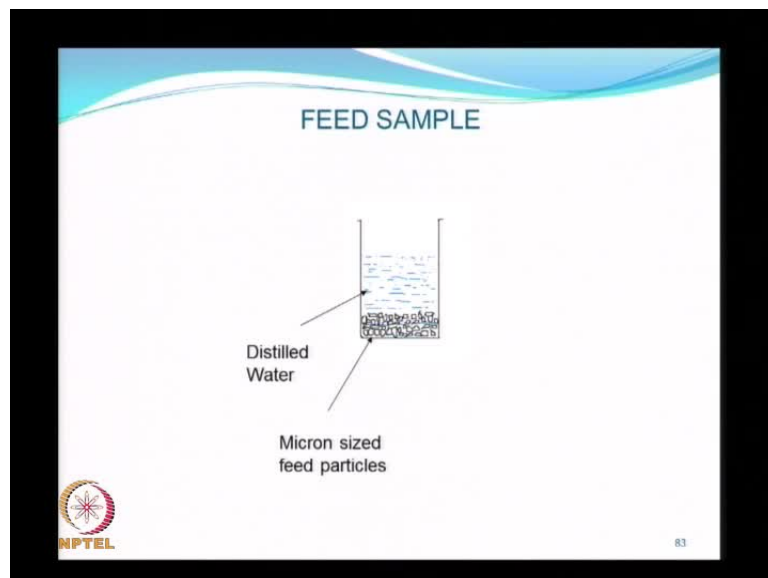 FEED SAMPLE
Distilled
Water
Micron sized
feed particles
NPTEL
83